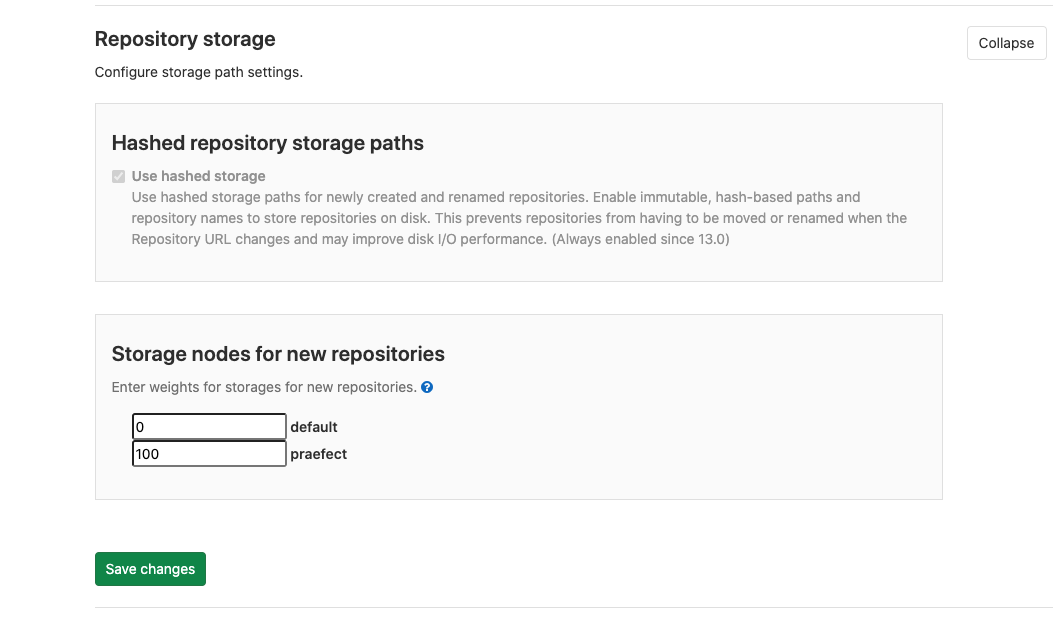 Repository storage
Collapse
Configure storage path settings.
Hashed repository storage paths
Use hashed storage
Use hashed storage paths for newly created and renamed repositories. Enable immutable, hash-based paths and
repository names to store repositories on disk. This prevents repositories from having to be moved or renamed when the
Repository URL changes and may improve disk I/O performance. (Always enabled since 13.0)
Storage nodes for new repositories
Enter weights for storages for new repositories. ?
0 default
100 praefect
Save changes